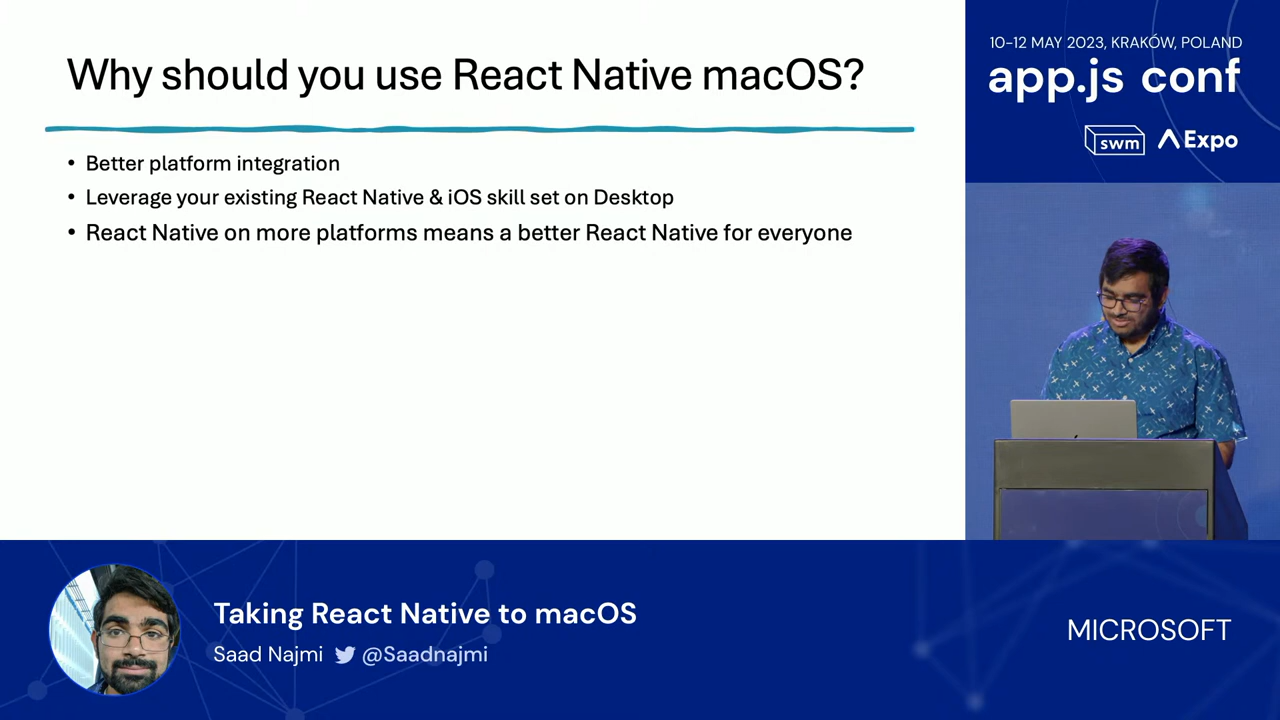 Why should you use React Native macOS?
• Better platform integration
• Leverage your existing React Native & iOS skill set on Desktop
• React Native on more platforms means a better React Native for everyone
10-12 MAY 2023, KRAKÓW, POLAND
app.js conf
swm Expo
Taking React Native to macOS
Saad Najmi @Saadnajmi
MICROSOFT